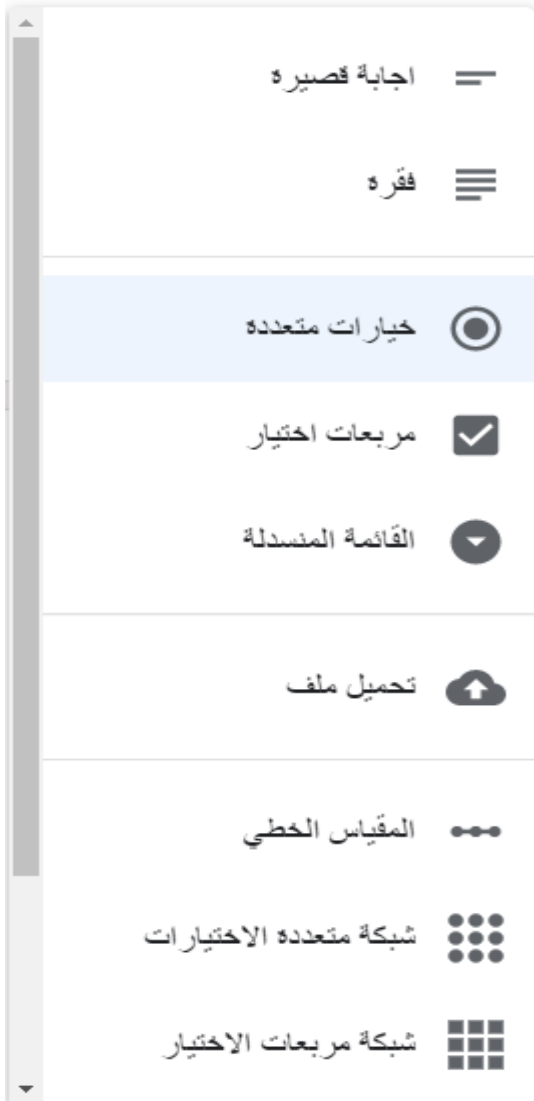 اجابة قصيره
فقره
خيارات متعدده
مربعات اختيار
القائمة المنسدلة
تحميل ملف
المقياس الخطي
شبكة متعدده الاختيارات
شبكة مربعات الاختيار